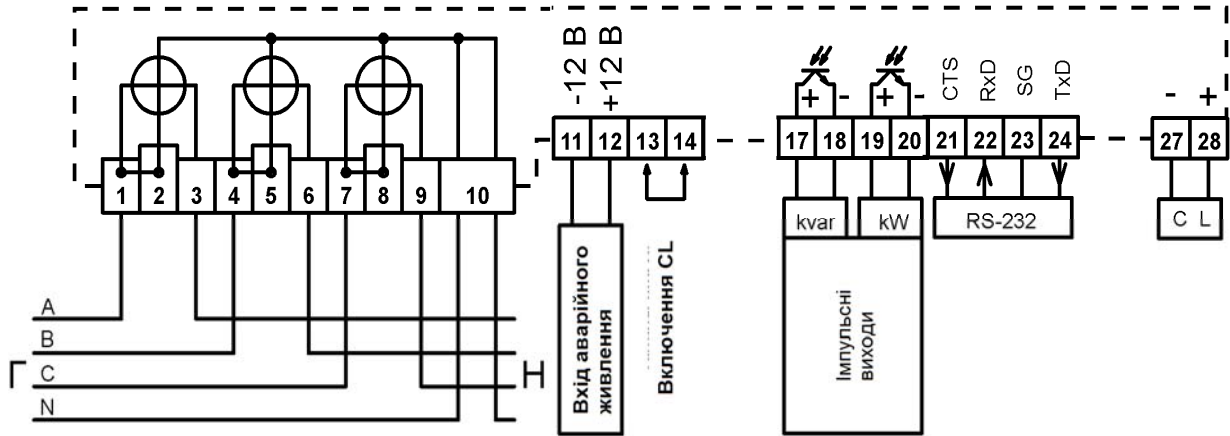 -12 В
+12 В
CTS
RxD
SG
TxD
+ -
+ -
- +
1 2 3 4 5 6 7 8 9 10
11 12 13 14
17 18 19 20 21 22 23 24
27 28
kvar
kW
RS-232
C L
Вхід аварійного
живлення
Включення CL
Імпульсні
виходи
A
B
C
N
Г
Н